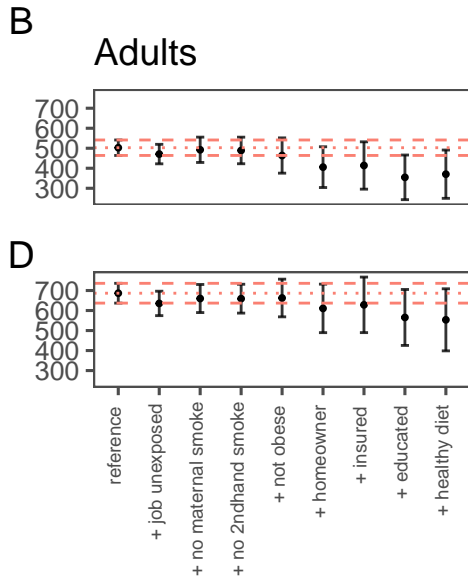 B
Adults
700
600
500
400
300
D
700
600
500
400
300
reference
+ job unexposed
+ no maternal smoke
+ no 2ndhand smoke
+ not obese
+ homeowner
+ insured
+ educated
+ healthy diet